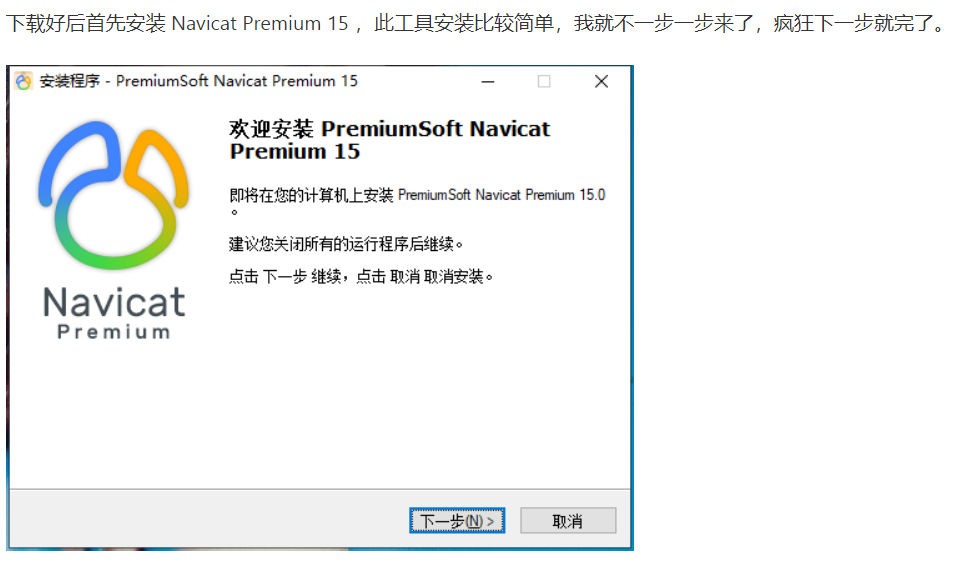 下载好后首先安装 Navicat Premium 15 ，此工具安装比较简单，我就不一步一步来了，疯狂下一步就完了。
安装程序 - PremiumSoft Navicat Premium 15
欢迎安装 PremiumSoft Navicat
Premium 15
即将在您的计算机上安装 PremiumSoft Navicat Premium 15.0
。
建议您关闭所有的运行程序后继续。
点击 下一步 继续，点击 取消 取消安装。
Navicat
Premium
下一步(N) >
取消